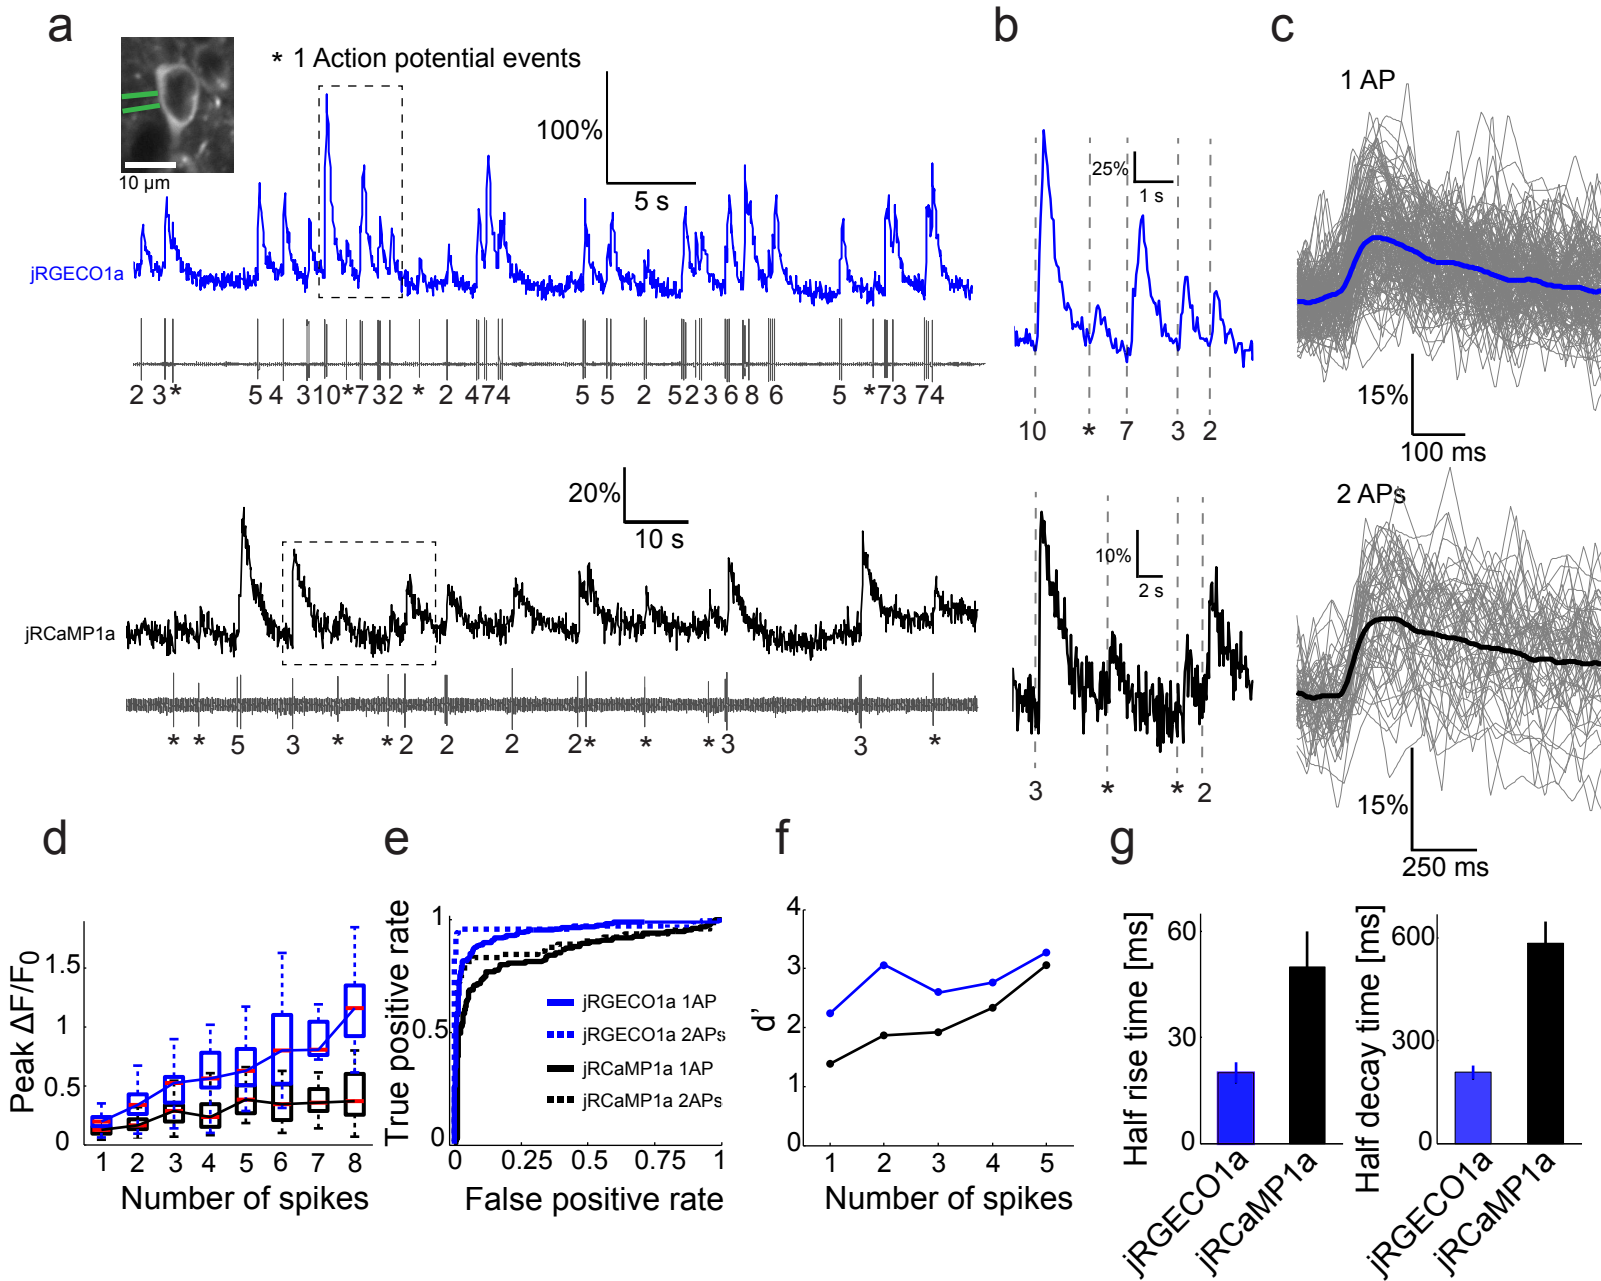 a
* 1 Action potential events
10 µm
100%
5 s
jRGECO1a
2 3 * 5 4 3 10 * 7 3 2 * 2 4 7 4 5 5 2 5 2 3 6 8 6 5 * 7 3 7 4
20%
10 s
jRCaMP1a
* * 5 3 * * 2 2 2 2 * * * 3 3 *
b
25%
1 s
10 * 7 3 2
10%
2 s
3 * * 2
c
1 AP
15%
100 ms
2 APs
15%
250 ms
d
Peak ΔF/F0
1.5
1
0.5
0
1 2 3 4 5 6 7 8
Number of spikes
e
True positive rate
1
0.5
0
0 0.25 0.5 0.75 1
False positive rate
jRGECO1a 1AP
jRGECO1a 2APs
jRCaMP1a 1AP
jRCaMP1a 2APs
f
d'
4
3
2
1
0
1 2 3 4 5
Number of spikes
g
Half rise time [ms]
60
30
0
jRGECO1a
jRCaMP1a
Half decay time [ms]
600
300
0
jRGECO1a
jRCaMP1a